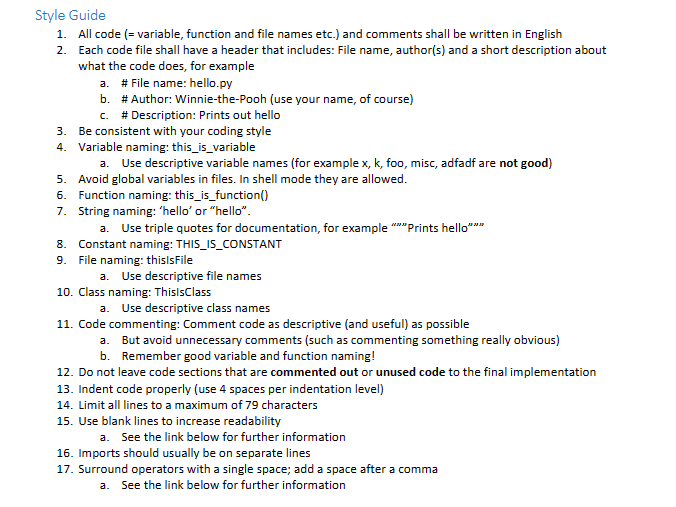 Style Guide
1. All code (= variable, function and file names etc.) and comments shall be written in English
2. Each code file shall have a header that includes: File name, author(s) and a short description about
what the code does, for example
a. # File name: hello.py
b. # Author: Winnie-the-Pooh (use your name, of course)
c. # Description: Prints out hello
3. Be consistent with your coding style
4. Variable naming: this_is_variable
a. Use descriptive variable names (for example x, k, foo, misc, adfadf are not good)
5. Avoid global variables in files. In shell mode they are allowed.
6. Function naming: this_is_function()
7. String naming: ‘hello’ or “hello”.
a. Use triple quotes for documentation, for example “””Prints hello”””
8. Constant naming: THIS_IS_CONSTANT
9. File naming: thisIsFile
a. Use descriptive file names
10. Class naming: ThisIsClass
a. Use descriptive class names
11. Code commenting: Comment code as descriptive (and useful) as possible
a. But avoid unnecessary comments (such as commenting something really obvious)
b. Remember good variable and function naming!
12. Do not leave code sections that are commented out or unused code to the final implementation
13. Indent code properly (use 4 spaces per indentation level)
14. Limit all lines to a maximum of 79 characters
15. Use blank lines to increase readability
a. See the link below for further information
16. Imports should usually be on separate lines
17. Surround operators with a single space; add a space after a comma
a. See the link below for further information